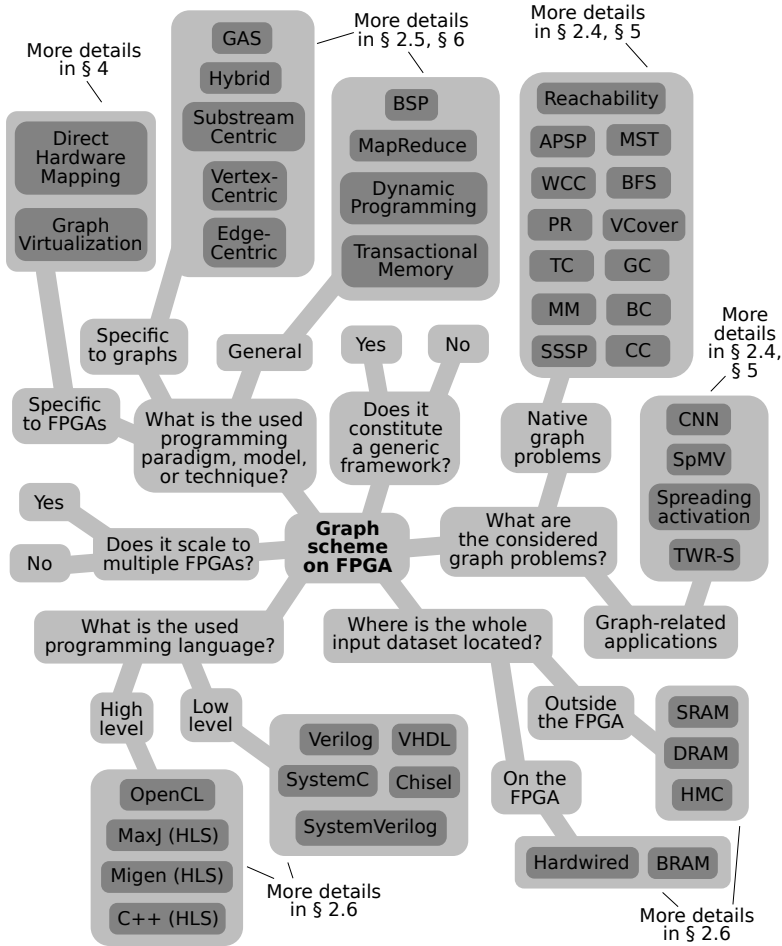 More details
in § 4
Direct
Hardware
Mapping
Graph
Virtualization
GAS
Hybrid
Substream
Centric
Vertex-
Centric
Edge-
Centric
More details
in § 2.5, § 6
BSP
MapReduce
Dynamic
Programming
Transactional
Memory
More details
in § 2.4, § 5
Reachability
APSP
MST
WCC
BFS
PR
VCover
TC
GC
MM
BC
SSSP
CC
More
details
in § 2.4,
§ 5
CNN
SpMV
Spreading
activation
TWR-S
Specific
to graphs
General
Yes
No
Specific
to FPGAs
What is the used
programming
paradigm, model,
or technique?
Does it
constitute
a generic
framework?
Native
graph
problems
Yes
No
Does it scale to
multiple FPGAs?
Graph
scheme
on FPGA
What are
the considered
graph problems?
Graph-related
applications
What is the used
programming language?
Where is the whole
input dataset located?
High
level
Low
level
Verilog
VHDL
SystemC
Chisel
SystemVerilog
OpenCL
MaxJ (HLS)
Migen (HLS)
C++ (HLS)
More details
in § 2.6
Outside
the FPGA
On the
FPGA
SRAM
DRAM
HMC
Hardwired
BRAM
More details
in § 2.6